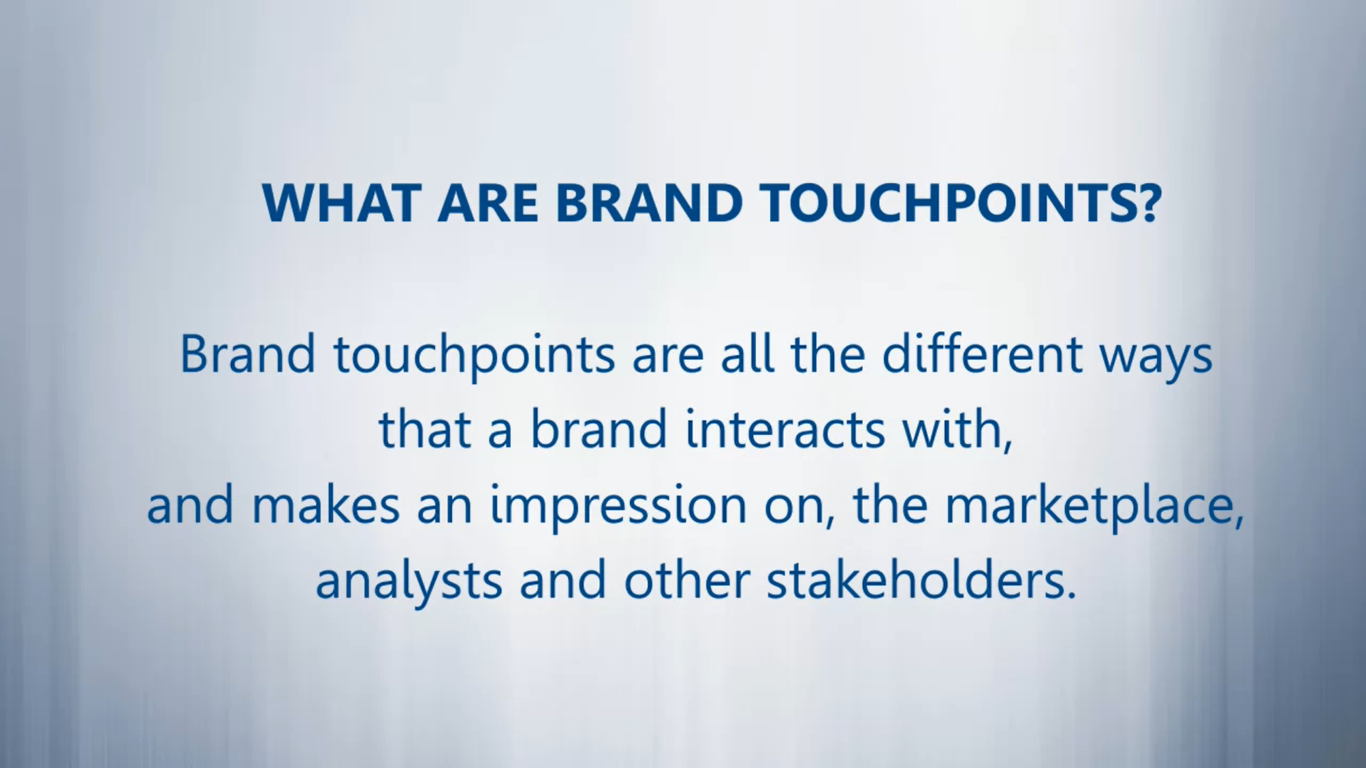 WHAT ARE BRAND TOUCHPOINTS?
Brand touchpoints are all the different ways
that a brand interacts with,
and makes an impression on, the marketplace,
analysts and other stakeholders.